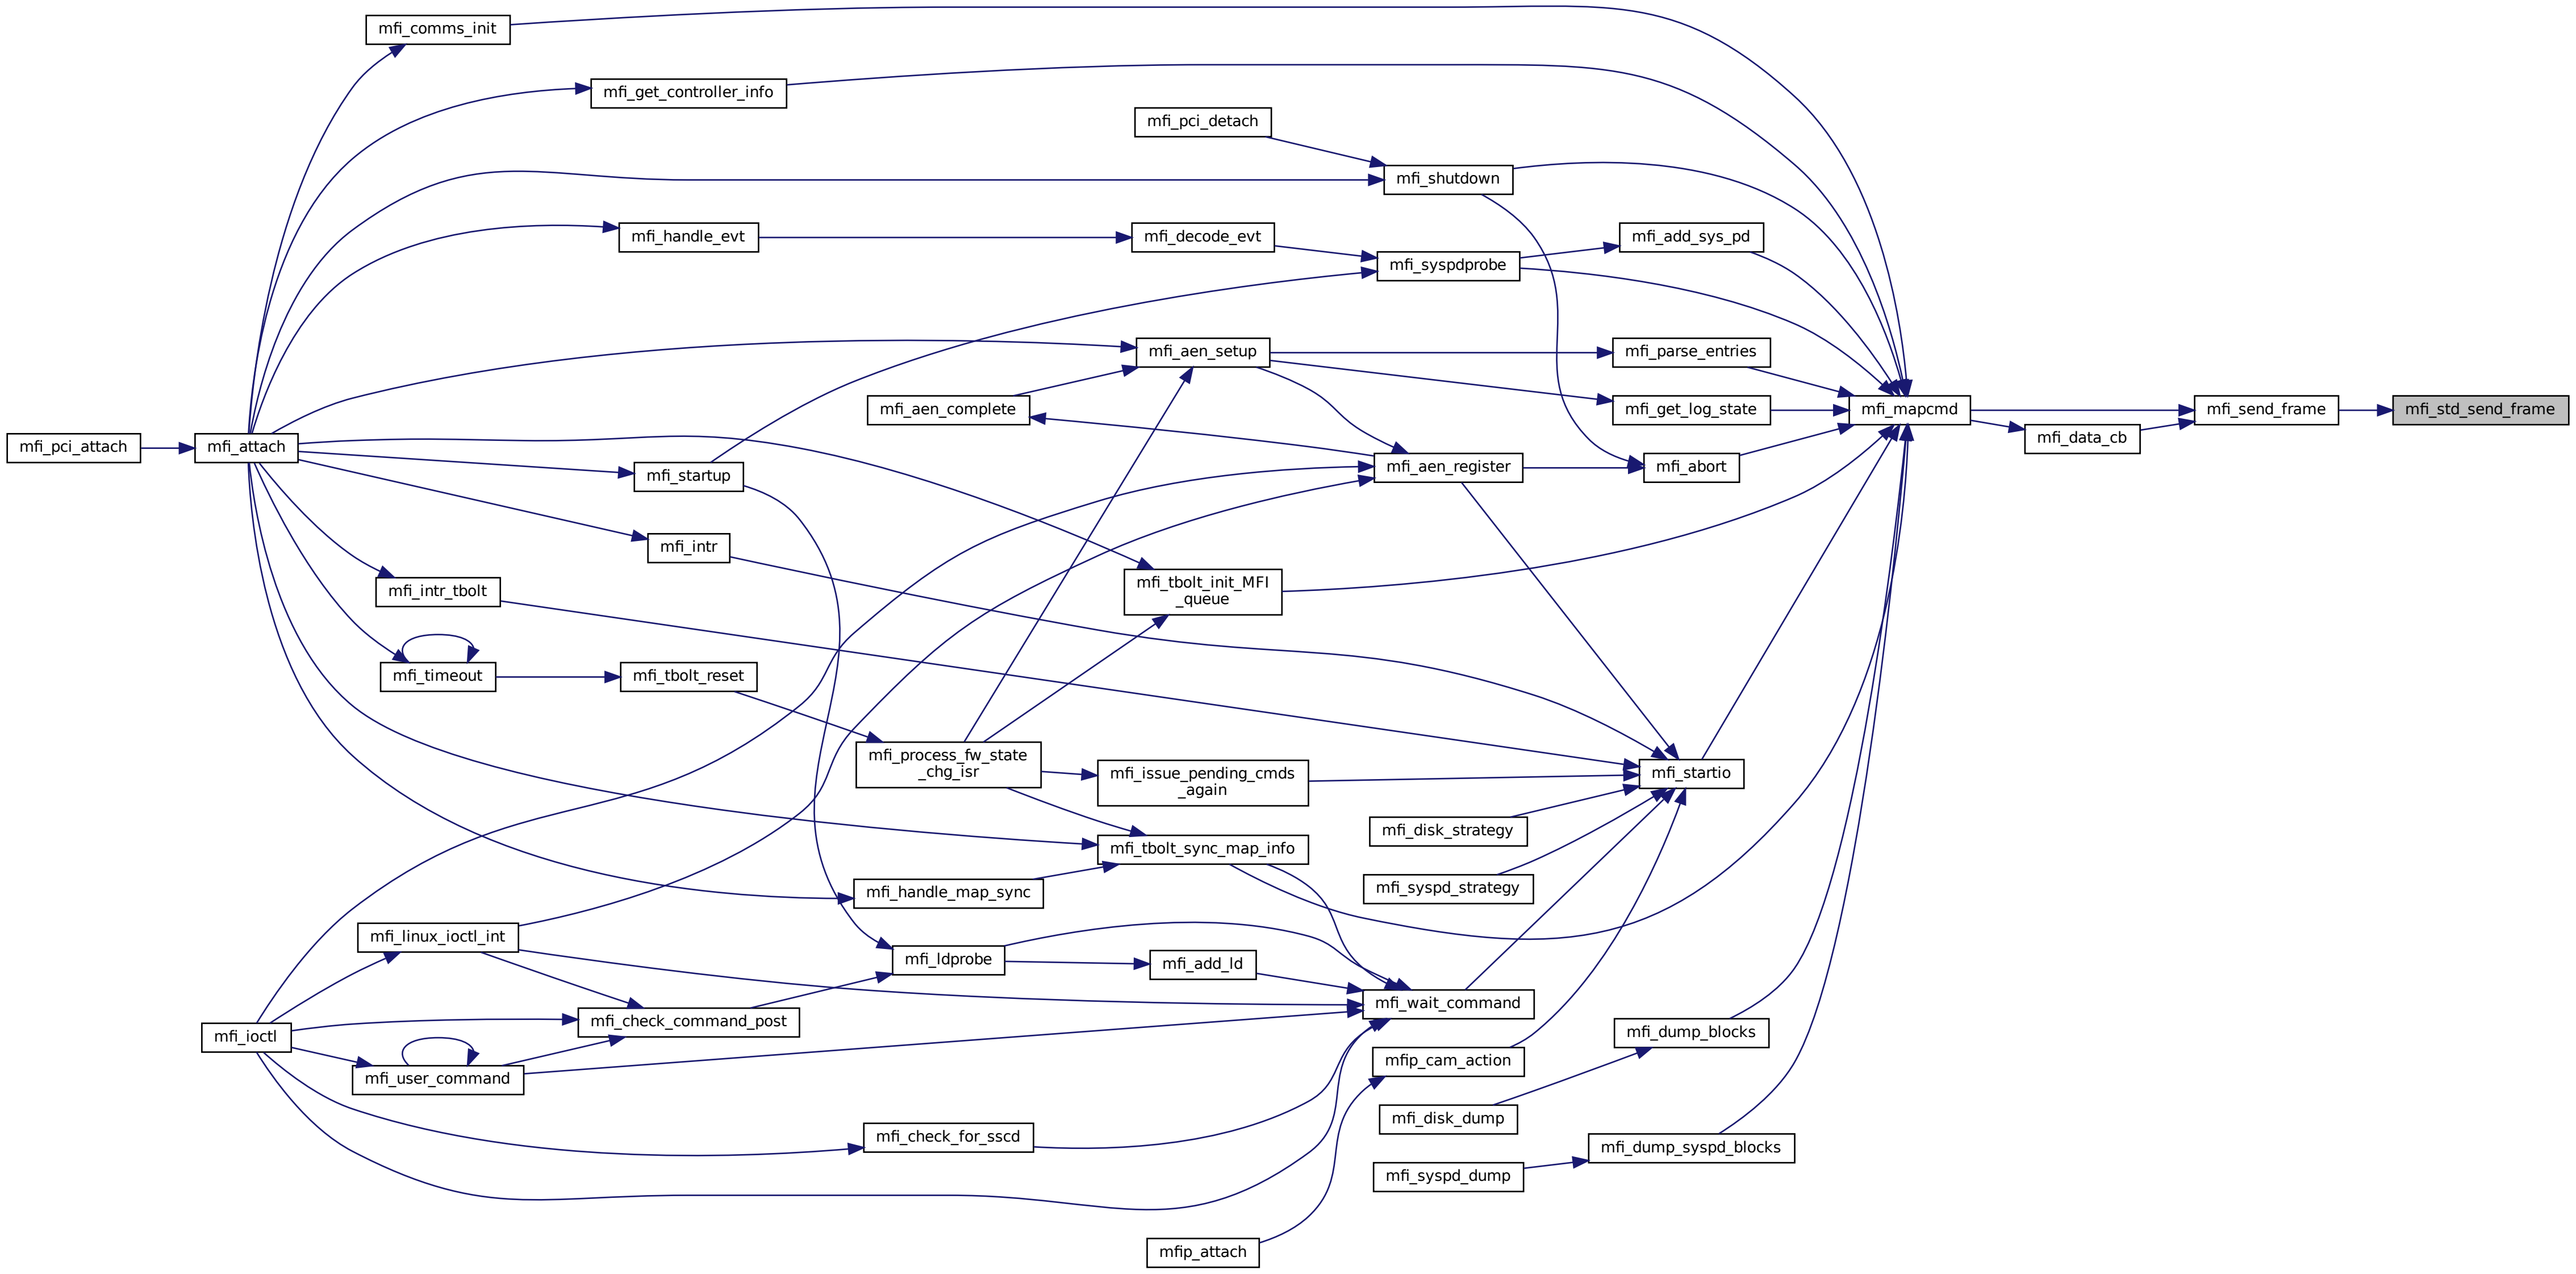 mfi_comms_init
mfi_get_controller_info
mfi_pci_detach
mfi_shutdown
mfi_handle_evt
mfi_decode_evt
mfi_add_sys_pd
mfi_syspdprobe
mfi_aen_setup
mfi_parse_entries
mfi_aen_complete
mfi_get_log_state
mfi_mapcmd
mfi_send_frame
mfi_std_send_frame
mfi_data_cb
mfi_pci_attach
mfi_attach
mfi_startup
mfi_aen_register
mfi_abort
mfi_intr
mfi_intr_tbolt
mfi_tbolt_init_MFI
_queue
mfi_timeout
mfi_tbolt_reset
mfi_process_fw_state
_chg_isr
mfi_issue_pending_cmds
_again
mfi_startio
mfi_disk_strategy
mfi_tbolt_sync_map_info
mfi_handle_map_sync
mfi_syspd_strategy
mfi_linux_ioctl_int
mfi_ldprobe
mfi_add_ld
mfi_wait_command
mfi_check_command_post
mfi_ioctl
mfi_dump_blocks
mfip_cam_action
mfi_user_command
mfi_disk_dump
mfi_check_for_sscd
mfi_dump_syspd_blocks
mfi_syspd_dump
mfip_attach